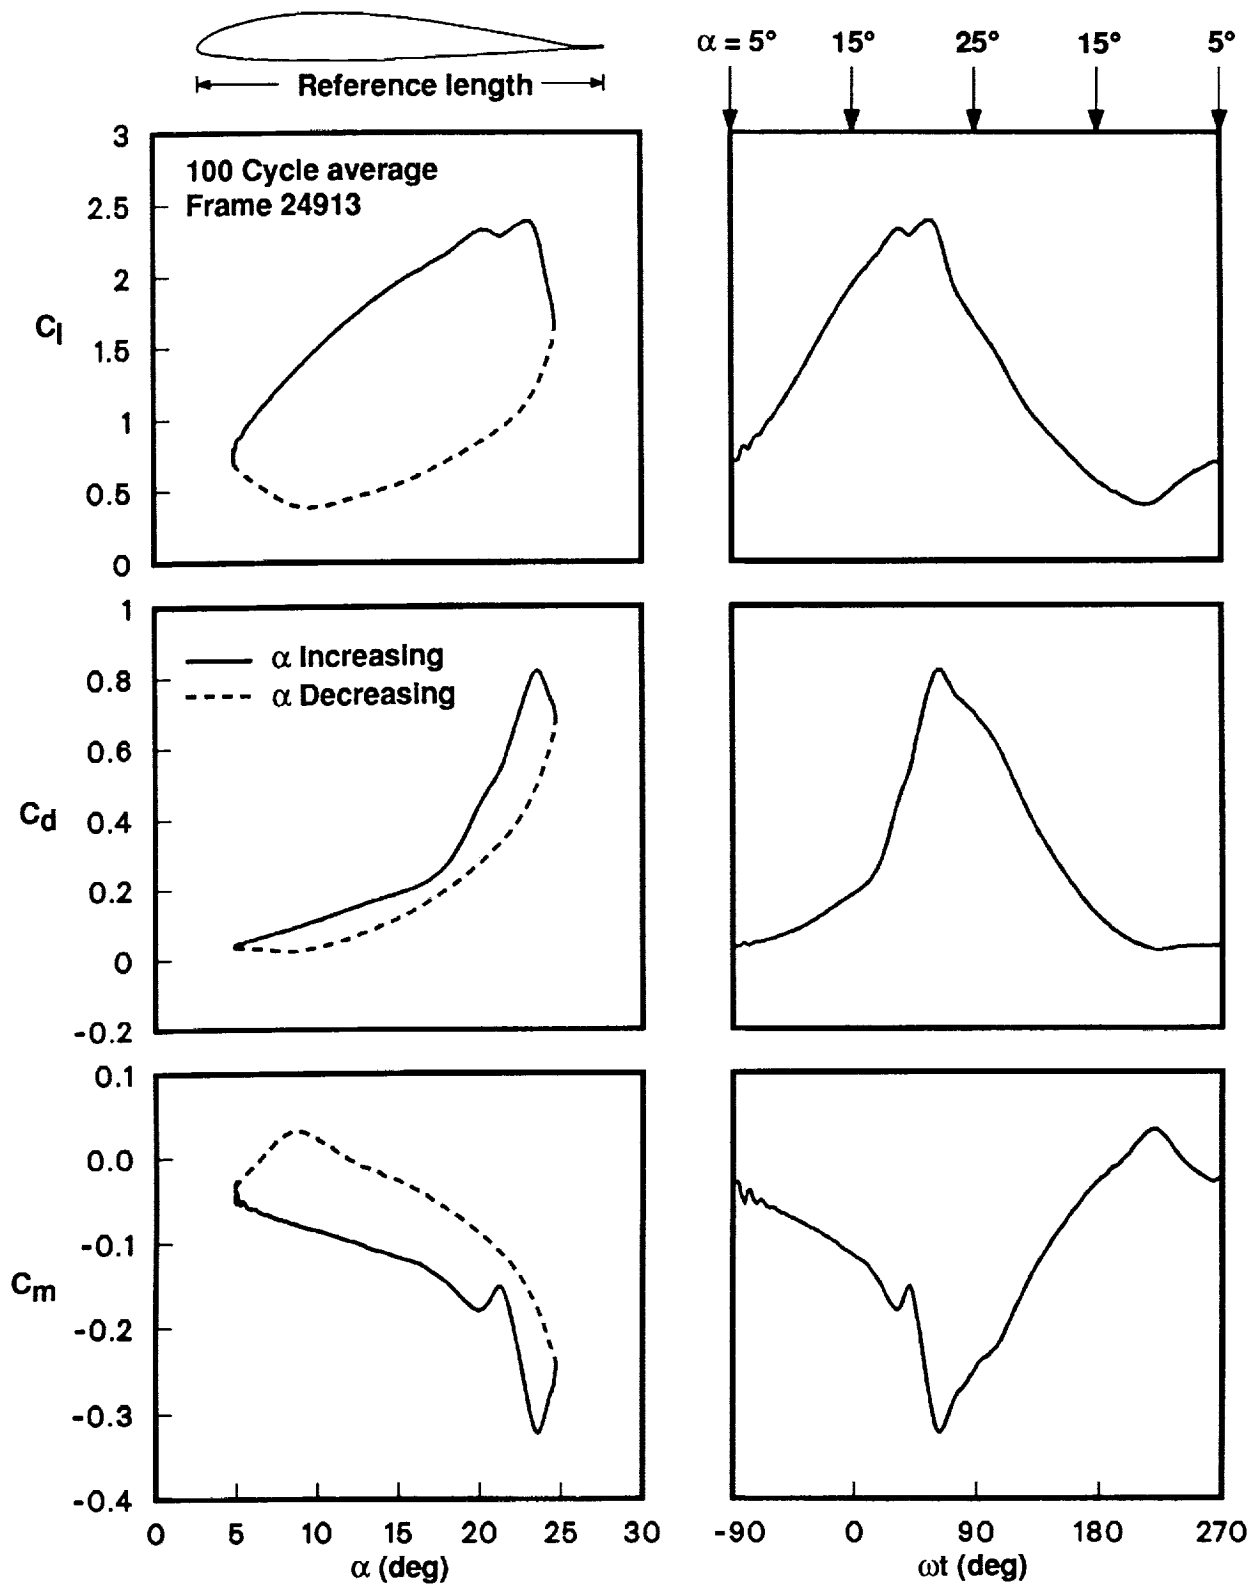 Reference length
α = 5° 15° 25° 15° 5°
100 Cycle average
Frame 24913
3
2.5
2
1.5
1
0.5
0
Cl
α Increasing
α Decreasing
1
0.8
0.6
0.4
0.2
0
-0.2
Cd
0.1
0.0
-0.1
-0.2
-0.3
-0.4
Cm
0 5 10 15 20 25 30
α (deg)
-90 0 90 180 270
ωt (deg)